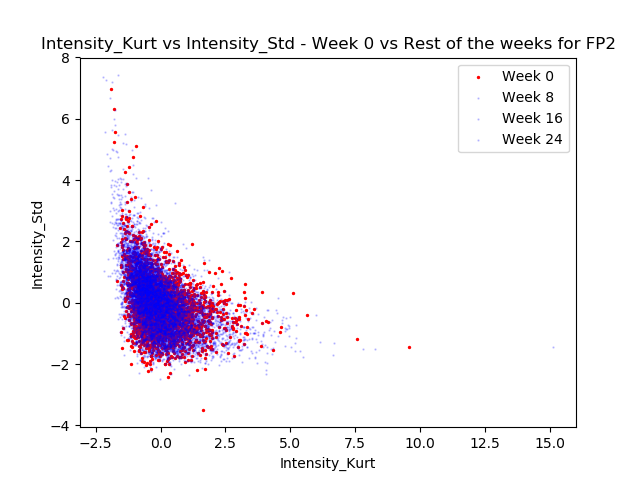 Intensity_Kurt vs Intensity_Std - Week 0 vs Rest of the weeks for FP2
Week 0
Week 8
Week 16
Week 24
Intensity_Std
8
6
4
2
0
−2
−4
−2.5 0.0 2.5 5.0 7.5 10.0 12.5 15.0
Intensity_Kurt